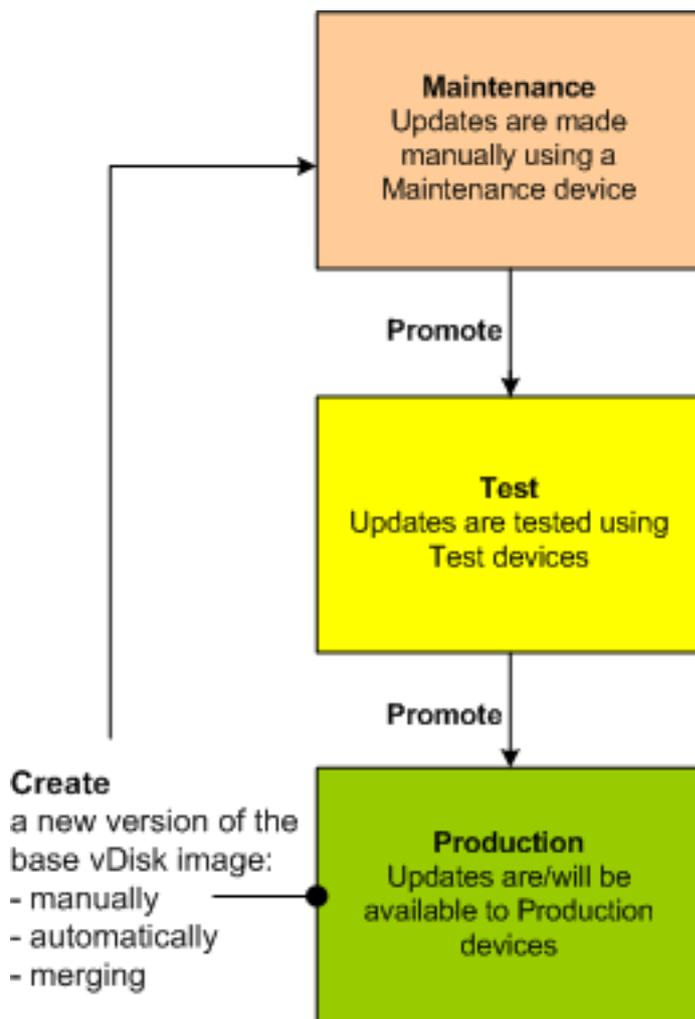 Maintenance
Updates are made
manually using a
Maintenance device
Promote
Test
Updates are tested using
Test devices
Promote
Create
a new version of the
base vDisk image:
- manually
- automatically
- merging
Production
Updates are/will be
available to Production
devices